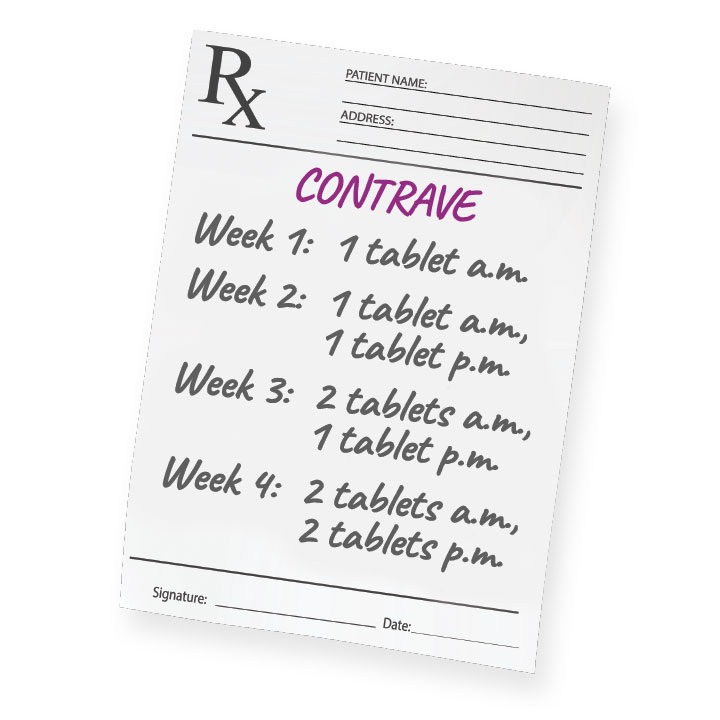 Rx
PATIENT NAME:
ADDRESS:
CONTRAVE
Week 1: 1 tablet a.m.
Week 2: 1 tablet a.m.,
1 tablet p.m.
Week 3: 2 tablets a.m.,
1 tablet p.m.
Week 4: 2 tablets a.m.,
2 tablets p.m.
Signature: Date: